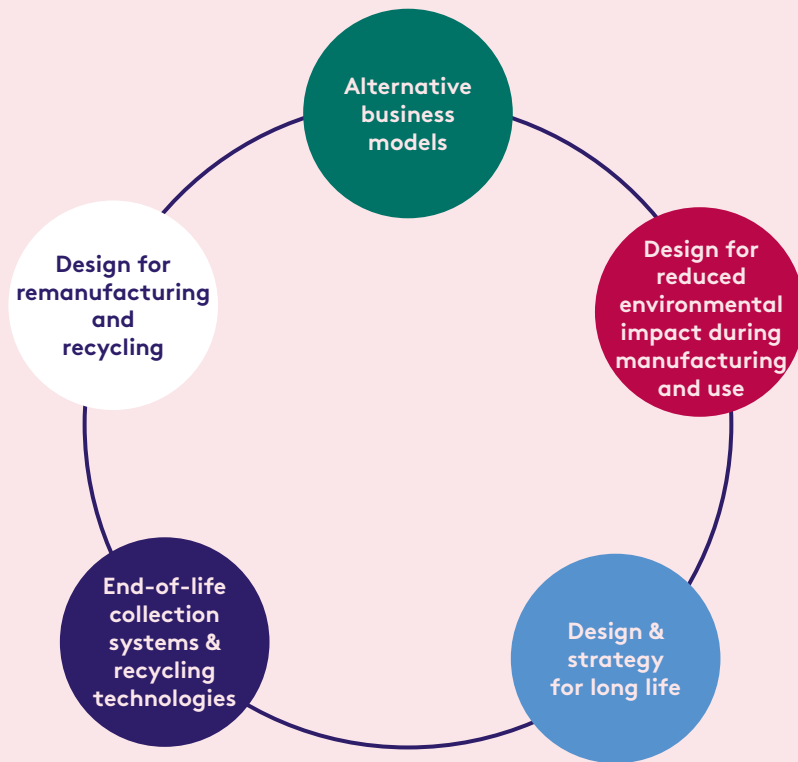 Alternative
business
models
Design for
reduced
environmental
impact during
manufacturing
and use
Design &
strategy
for long life
End-of-life
collection
systems &
recycling
technologies
Design for
remanufacturing
and
recycling